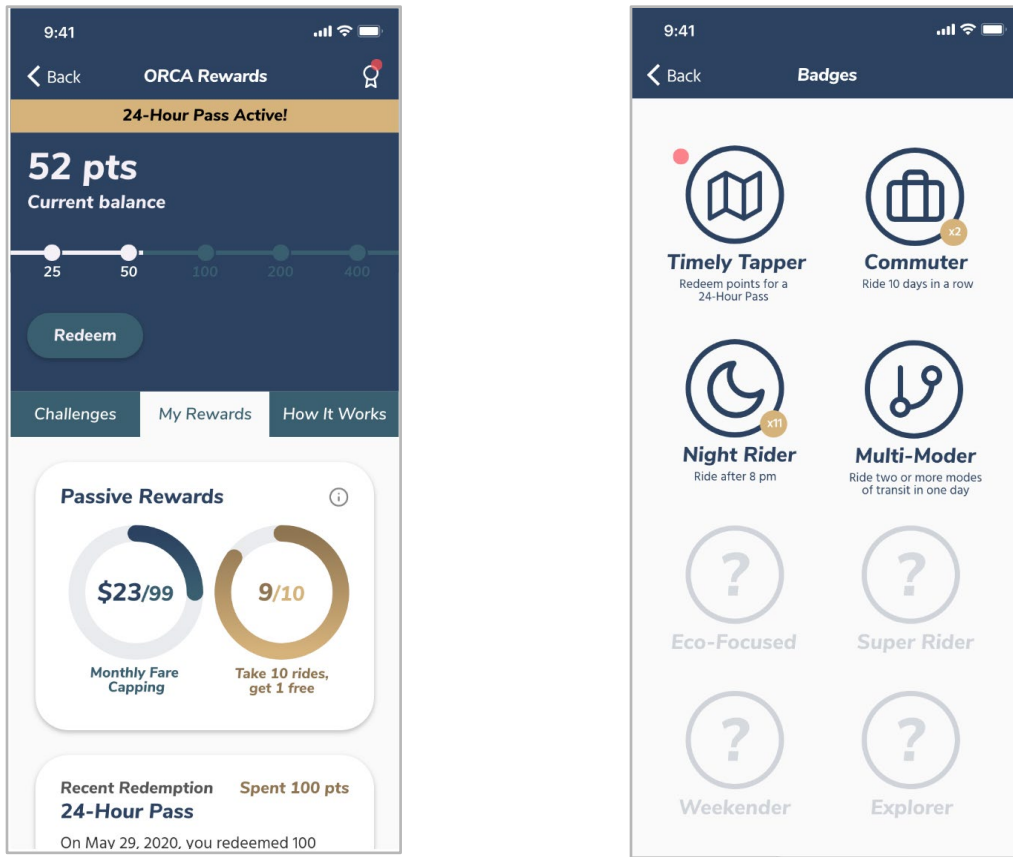 9:41
Back
ORCA Rewards
24-Hour Pass Active!
52 pts
Current balance
25 50 100 200 400
Redeem
Challenges
My Rewards
How It Works
Passive Rewards
$23/99
9/10
Monthly Fare
Capping
Take 10 rides,
get 1 free
Recent Redemption
Spent 100 pts
24-Hour Pass
On May 29, 2020, you redeemed 100
9:41
Back
Badges
Timely Tapper
Redeem points for a
24-Hour Pass
x2
Commuter
Ride 10 days in a row
x11
Night Rider
Ride after 8 pm
Multi-Moder
Ride two or more modes
of transit in one day
?
Eco-Focused
?
Super Rider
?
Weekender
?
Explorer